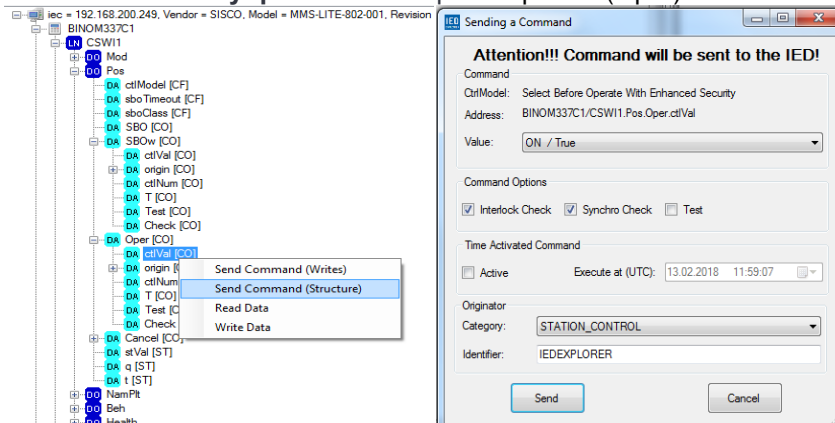 iec = 192.168.200.249, Vendor = SISCO, Model = MMS-LITE-802-001, Revision
BINOM337C1
LN CSWI1
DO Mod
DO Pos
DA ctlModel [CF]
DA sboTimeout [CF]
DA sboClass [CF]
DA SBO [CO]
DA SBOw [CO]
DA ctlVal [CO]
DA origin [CO]
DA ctlNum [CO]
DA T [CO]
DA Test [CO]
DA Check [CO]
DA Oper [CO]
DA ctlVal [CO]
DA origin [
DA ctlNum
DA T [CO]
DA Test [C
DA Check
DA Cancel [CO]
DA stVal [ST]
DA q [ST]
DA t [ST]
DO NamPlt
DO Beh
DO Health
Send Command (Writes)
Send Command (Structure)
Read Data
Write Data
IED Sending a Command
Attention!!! Command will be sent to the IED!
Command
CtrlModel: Select Before Operate With Enhanced Security
Address: BINOM337C1/CSWI1.Pos.Oper.ctlVal
Value: ON / True
Command Options
Interlock Check Synchro Check Test
Time Activated Command
Active Execute at (UTC): 13.02.2018 11:59:07
Originator
Category: STATION_CONTROL
Identifier: IEDEXPLORER
Send Cancel